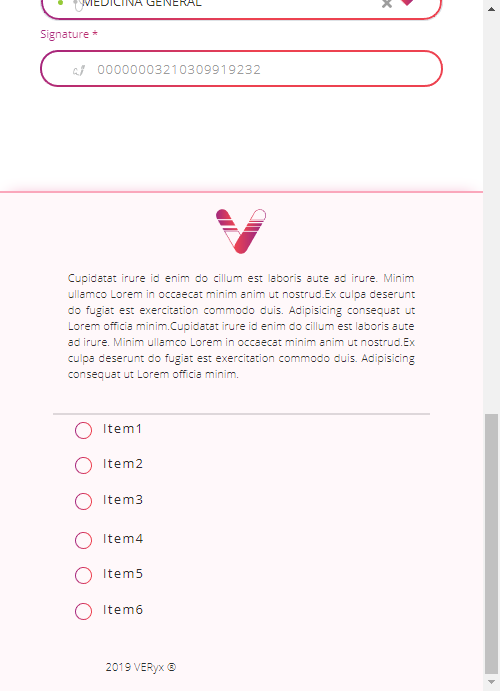 MEDICINA GENERAL
Signature *
00000003210309919232
Cupidatat irure id enim do cillum est laboris aute ad irure. Minim
ullamco Lorem in occaecat minim anim ut nostrud.Ex culpa deserunt
do fugiat est exercitation commodo duis. Adipisicing consequat ut
Lorem officia minim.Cupidatat irure id enim do cillum est laboris aute
ad irure. Minim ullamco Lorem in occaecat minim anim ut nostrud.Ex
culpa deserunt do fugiat est exercitation commodo duis. Adipisicing
consequat ut Lorem officia minim.
Item1
Item2
Item3
Item4
Item5
Item6
2019 VERyx ®